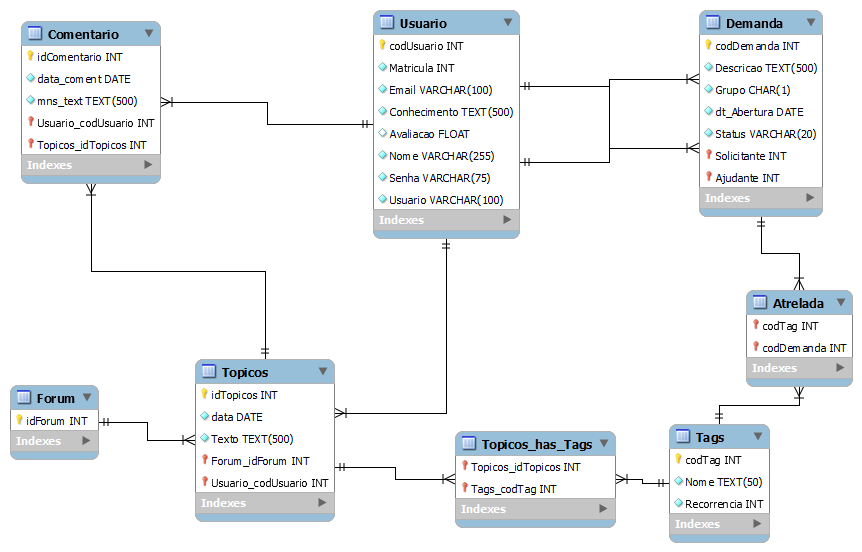 Comentario
idComentario INT
data_coment DATE
mns_text TEXT(500)
Usuario_codUsuario INT
Topicos_idTopicos INT
Indexes
Usuario
codUsuario INT
Matricula INT
Email VARCHAR(100)
Conhecimento TEXT(500)
Avaliacao FLOAT
Nome VARCHAR(255)
Senha VARCHAR(75)
Usuario VARCHAR(100)
Indexes
Demanda
codDemanda INT
Descricao TEXT(500)
Grupo CHAR(1)
dt_Abertura DATE
Status VARCHAR(20)
Solicitante INT
Ajudante INT
Indexes
Atrelada
codTag INT
codDemanda INT
Indexes
Forum
idForum INT
Indexes
Topicos
idTopicos INT
data DATE
Texto TEXT(500)
Forum_idForum INT
Usuario_codUsuario INT
Indexes
Topicos_has_Tags
Topicos_idTopicos INT
Tags_codTag INT
Indexes
Tags
codTag INT
Nome TEXT(50)
Recorrencia INT
Indexes